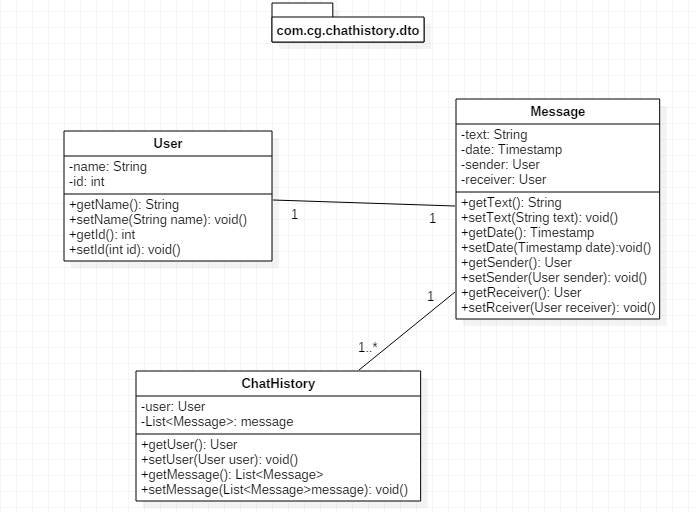 com.cg.chathistory.dto
User
-name: String
-id: int
+getName(): String
+setName(String name): void()
+getId(): int
+setId(int id): void()
1
1
Message
-text: String
-date: Timestamp
-sender: User
-receiver: User
+getText(): String
+setText(String text): void()
+getDate(): Timestamp
+setDate(Timestamp date):void()
+getSender(): User
+setSender(User sender): void()
+getReceiver(): User
+setRceiver(User receiver): void()
1
1..*
ChatHistory
-user: User
-List<Message>: message
+getUser(): User
+setUser(User user): void()
+getMessage(): List<Message>
+setMessage(List<Message>message): void()